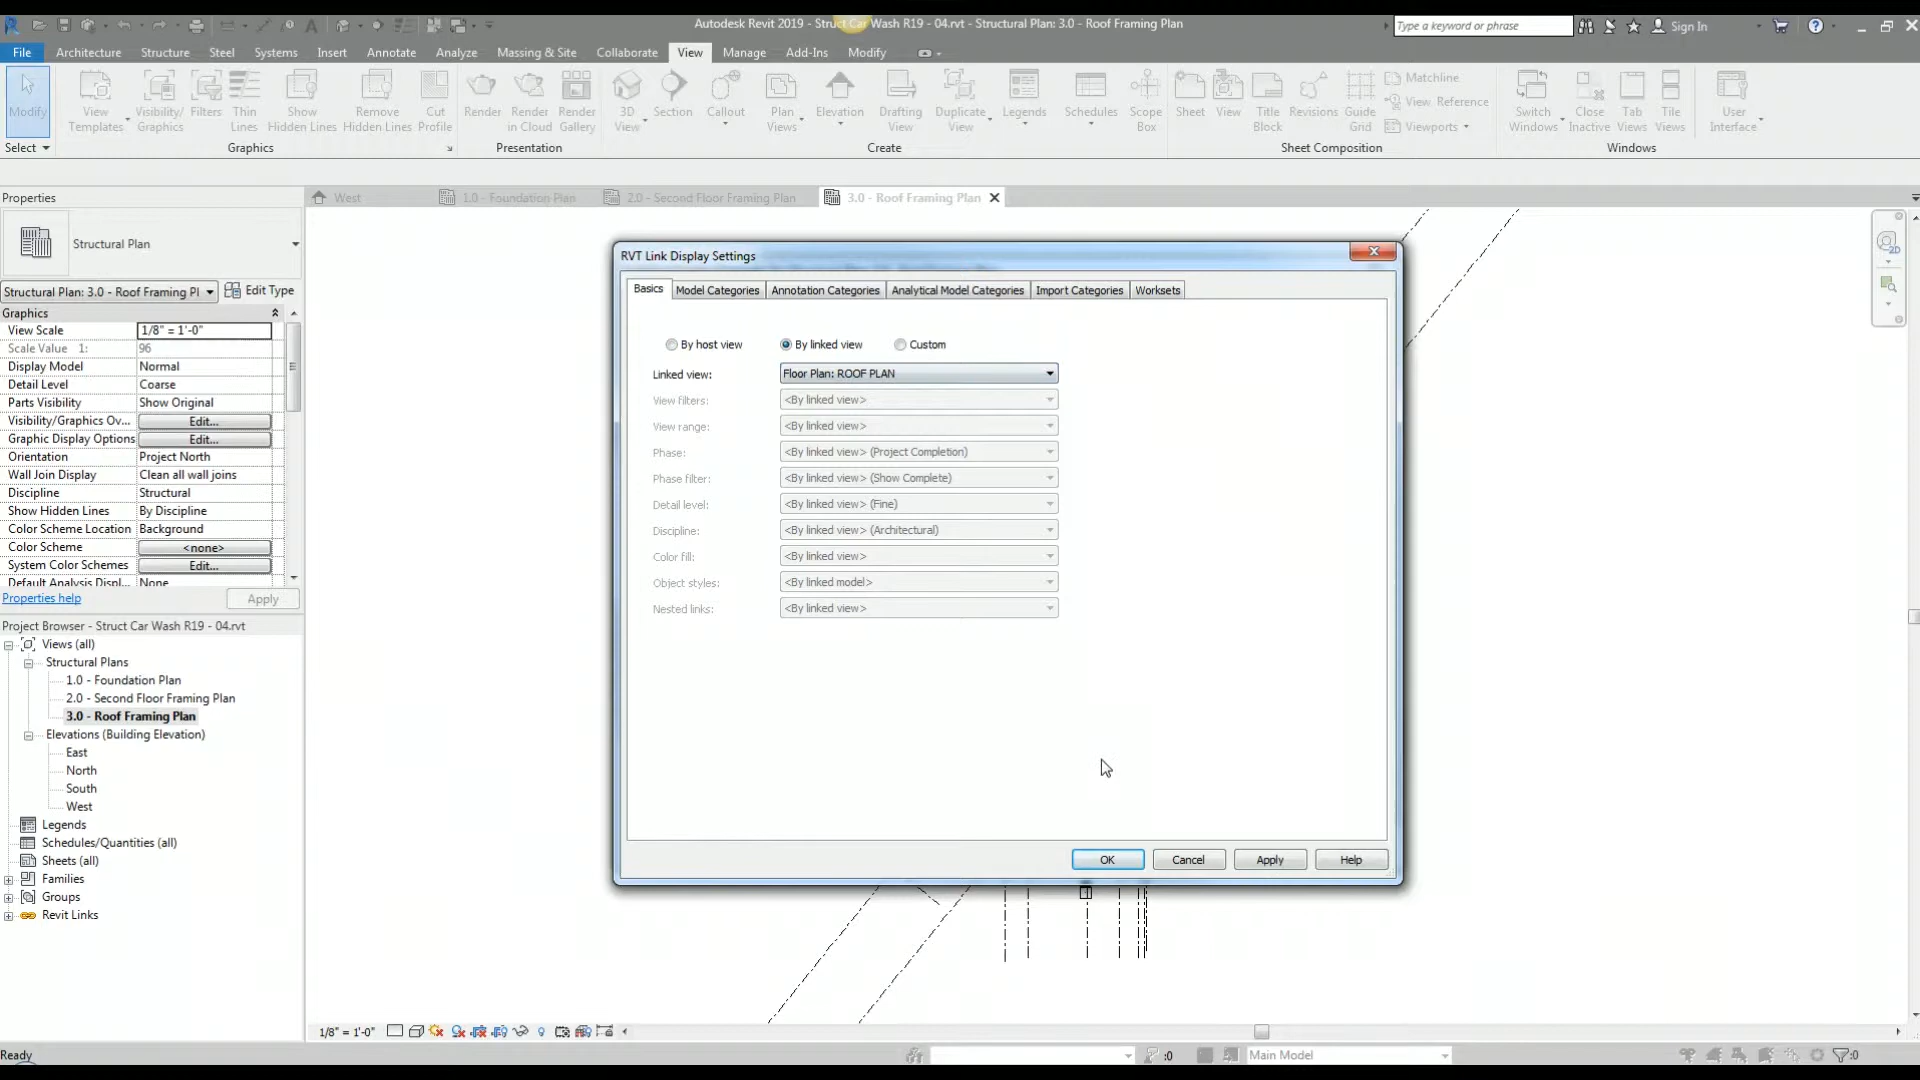 Autodesk Revit 2019 - Struct Car Wash R19 - 04.rvt - Structural Plan: 3.0 - Roof Framing Plan
Type a keyword or phrase
Sign In
File Architecture Structure Steel Systems Insert Annotate Analyze Massing & Site Collaborate View Manage Add-Ins Modify
Modify
View Templates
Visibility/ Graphics
Filters
Thin Lines
Show Hidden Lines
Remove Hidden Lines
Cut Profile
Render
Render in Cloud
Render Gallery
3D View
Section
Callout
Plan Views
Elevation
Drafting View
Duplicate View
Legends
Schedules
Scope Box
Sheet
View
Title Block
Revisions
Guide Grid
Matchline
View Reference
Viewports
Switch Windows
Close Inactive
Tab Views
Tile Views
User Interface
Select Graphics Presentation Create Sheet Composition Windows
Properties
West 1.0 - Foundation Plan 2.0 - Second Floor Framing Plan 3.0 - Roof Framing Plan
Structural Plan
Structural Plan: 3.0 - Roof Framing Pl Edit Type
Graphics
View Scale 1/8" = 1'-0"
Scale Value 1: 96
Display Model Normal
Detail Level Coarse
Parts Visibility Show Original
Visibility/Graphics Ov... Edit...
Graphic Display Options Edit...
Orientation Project North
Wall Join Display Clean all wall joins
Discipline Structural
Show Hidden Lines By Discipline
Color Scheme Location Background
Color Scheme <none>
System Color Schemes Edit...
Default Analysis Displ... None
Properties help Apply
Project Browser - Struct Car Wash R19 - 04.rvt
Views (all)
Structural Plans
1.0 - Foundation Plan
2.0 - Second Floor Framing Plan
3.0 - Roof Framing Plan
Elevations (Building Elevation)
East
North
South
West
Legends
Schedules/Quantities (all)
Sheets (all)
Families
Groups
Revit Links
RVT Link Display Settings
Basics Model Categories Annotation Categories Analytical Model Categories Import Categories Worksets
By host view By linked view Custom
Linked view: Floor Plan: ROOF PLAN
View filters: <By linked view>
View range: <By linked view>
Phase: <By linked view> (Project Completion)
Phase filter: <By linked view> (Show Complete)
Detail level: <By linked view> (Fine)
Discipline: <By linked view> (Architectural)
Color fill: <By linked view>
Object styles: <By linked model>
Nested links: <By linked view>
OK Cancel Apply Help
1/8" = 1'-0"
Ready
:0
Main Model
:0